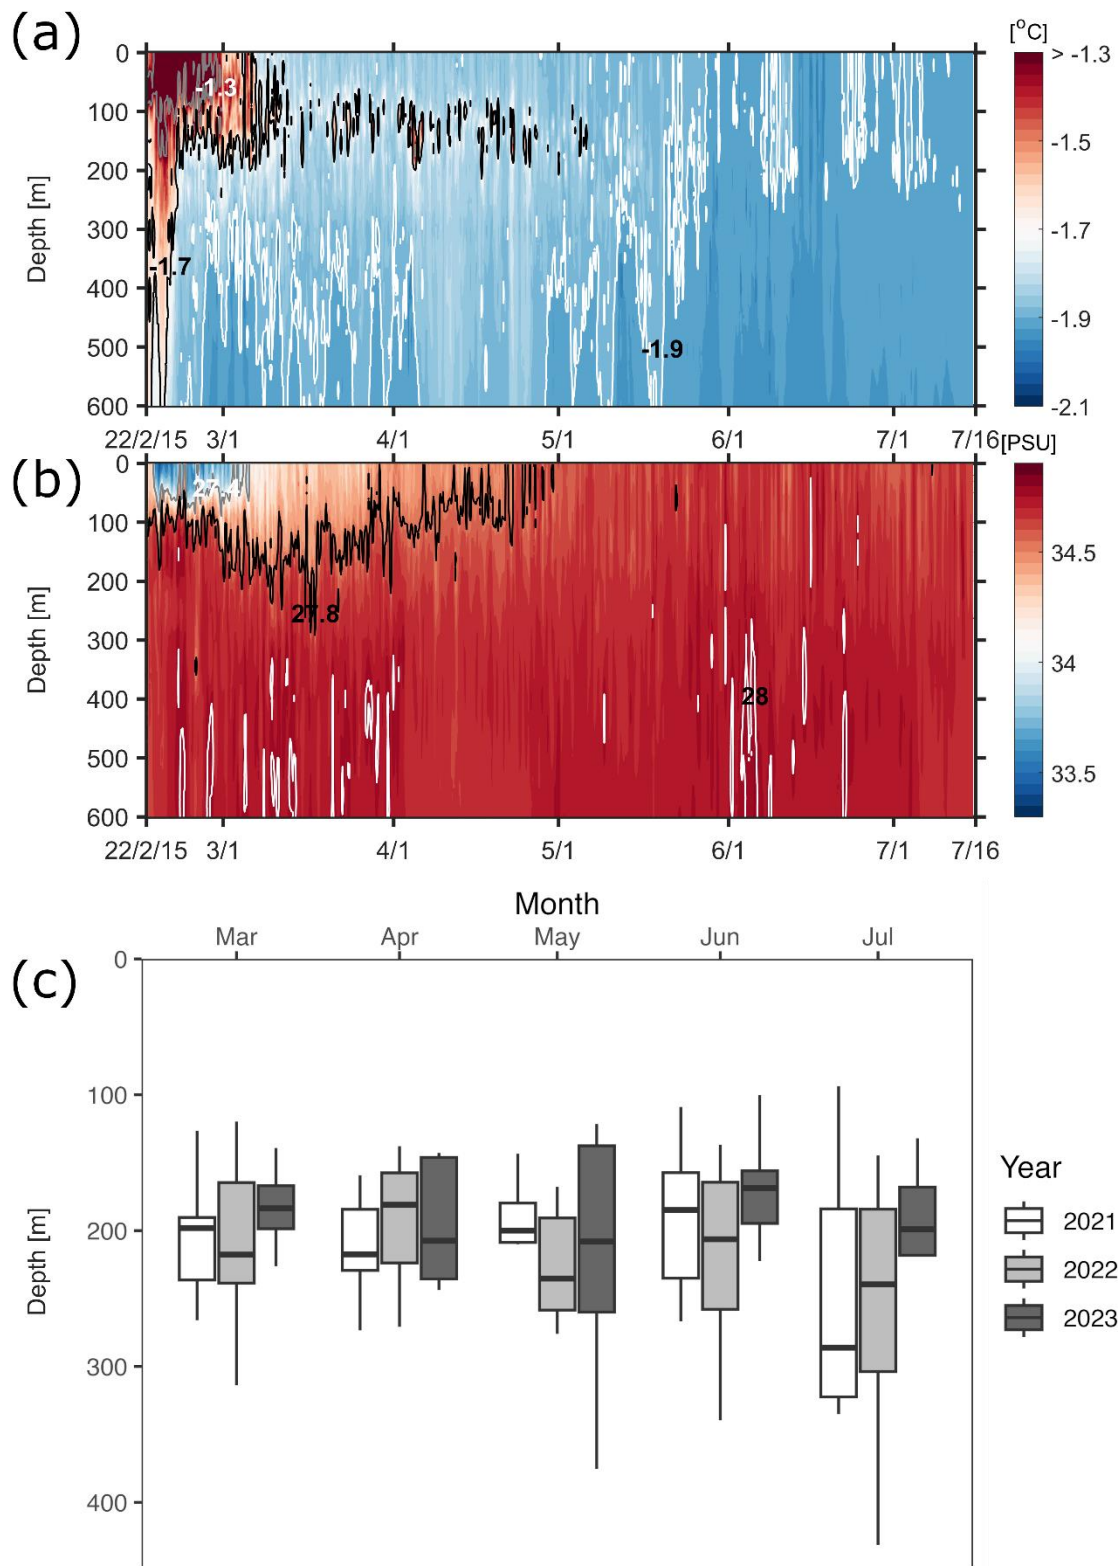 (a)
[°C]
0
100
200
300
400
500
600
Depth [m]
-1.3
-1.7
-1.9
> -1.3
-1.5
-1.7
-1.9
-2.1
22/2/15 3/1 4/1 5/1 6/1 7/1 7/16
(b)
[PSU]
0
100
200
300
400
500
600
Depth [m]
27.4
27.8
28
34.5
34
33.5
22/2/15 3/1 4/1 5/1 6/1 7/1 7/16
Month
Mar Apr May Jun Jul
(c)
0
100
200
300
400
Depth [m]
Year
2021
2022
2023